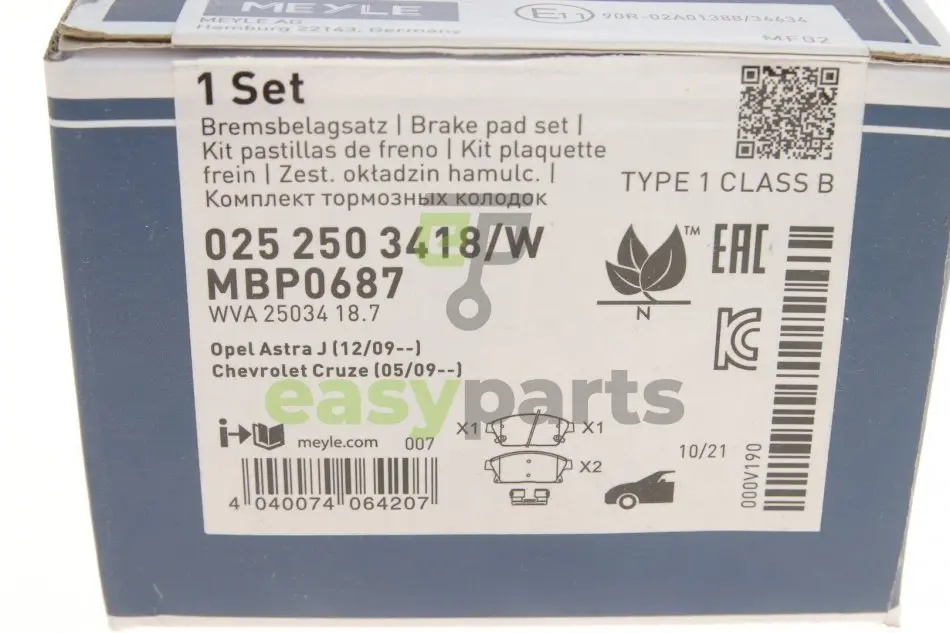 MEYLE
MEYLE AG
Hamburg 22143, Germany
E11 90R-02A01388/34634
MF02
1 Set
Bremsbelagsatz | Brake pad set |
Kit pastillas de freno | Kit plaquette
frein | Zest. okładzin hamulc. |
Комплект тормозных колодок
TYPE 1 CLASS B
025 250 3418/W
MBP0687
WVA 25034 18.7
TM
N
EAC
Opel Astra J (12/09--)
Chevrolet Cruze (05/09--)
easyparts
meyle.com 007
X1 X1
X2
10/21
000V190
4 040074 064207